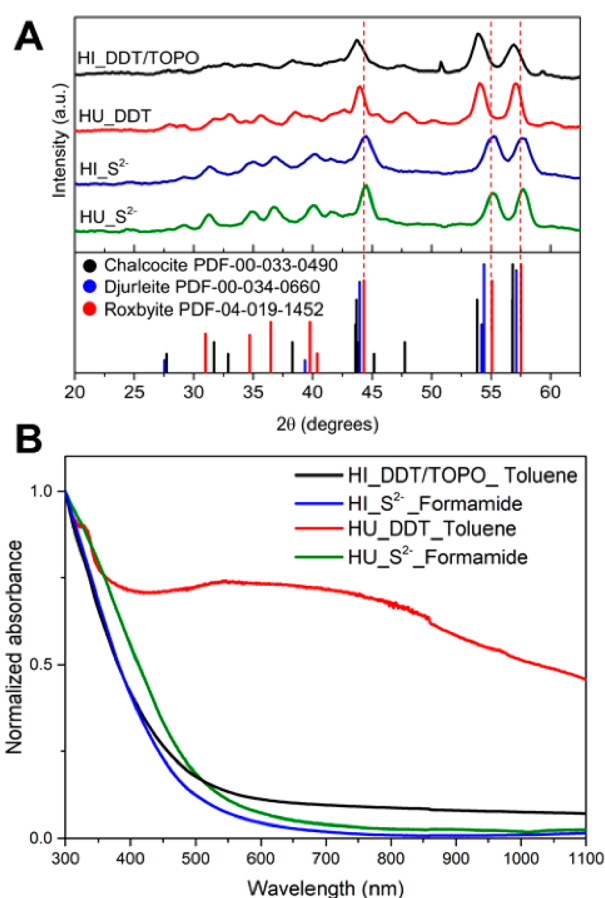 A
HI_DDT/TOPO
HU_DDT
HI_S²⁻
HU_S²⁻
Intensity (a.u.)
Chalcocite PDF-00-033-0490
Djurleite PDF-00-034-0660
Roxbyite PDF-04-019-1452
20 25 30 35 40 45 50 55 60
2θ (degrees)
B
HI_DDT/TOPO_ Toluene
HI_S²⁻_Formamide
HU_DDT_Toluene
HU_S²⁻_Formamide
Normalized absorbance
1.0
0.5
0.0
300 400 500 600 700 800 900 1000 1100
Wavelength (nm)